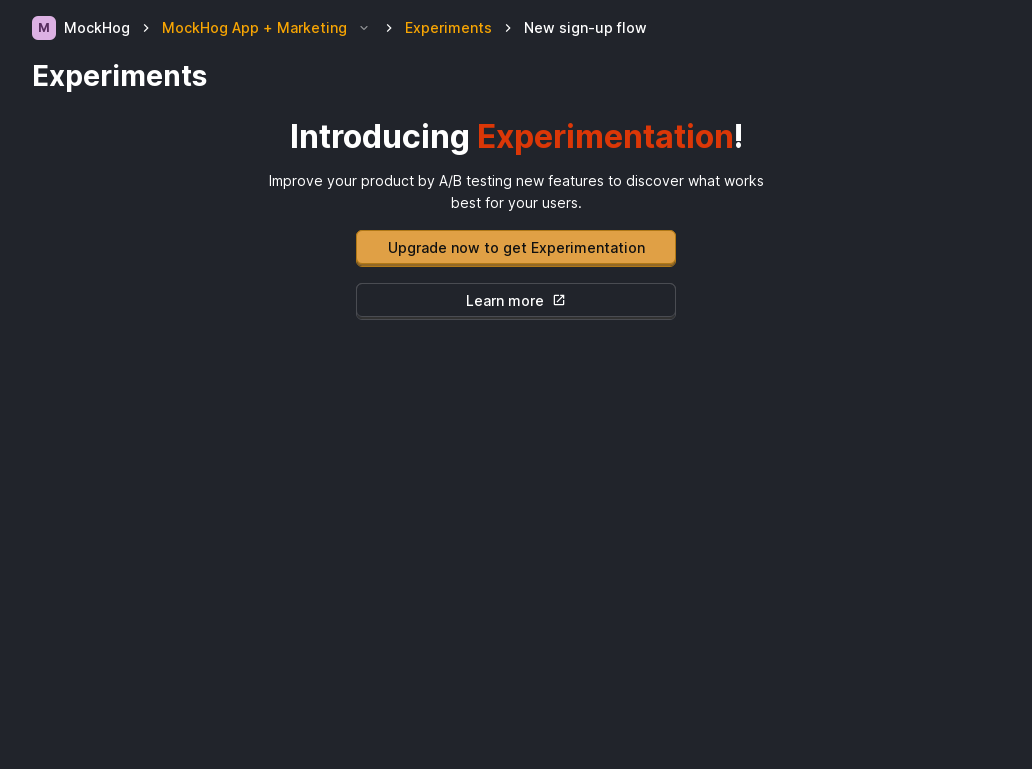 M MockHog MockHog App + Marketing Experiments New sign-up flow
Experiments
Introducing Experimentation!
Improve your product by A/B testing new features to discover what works
best for your users.
Upgrade now to get Experimentation
Learn more